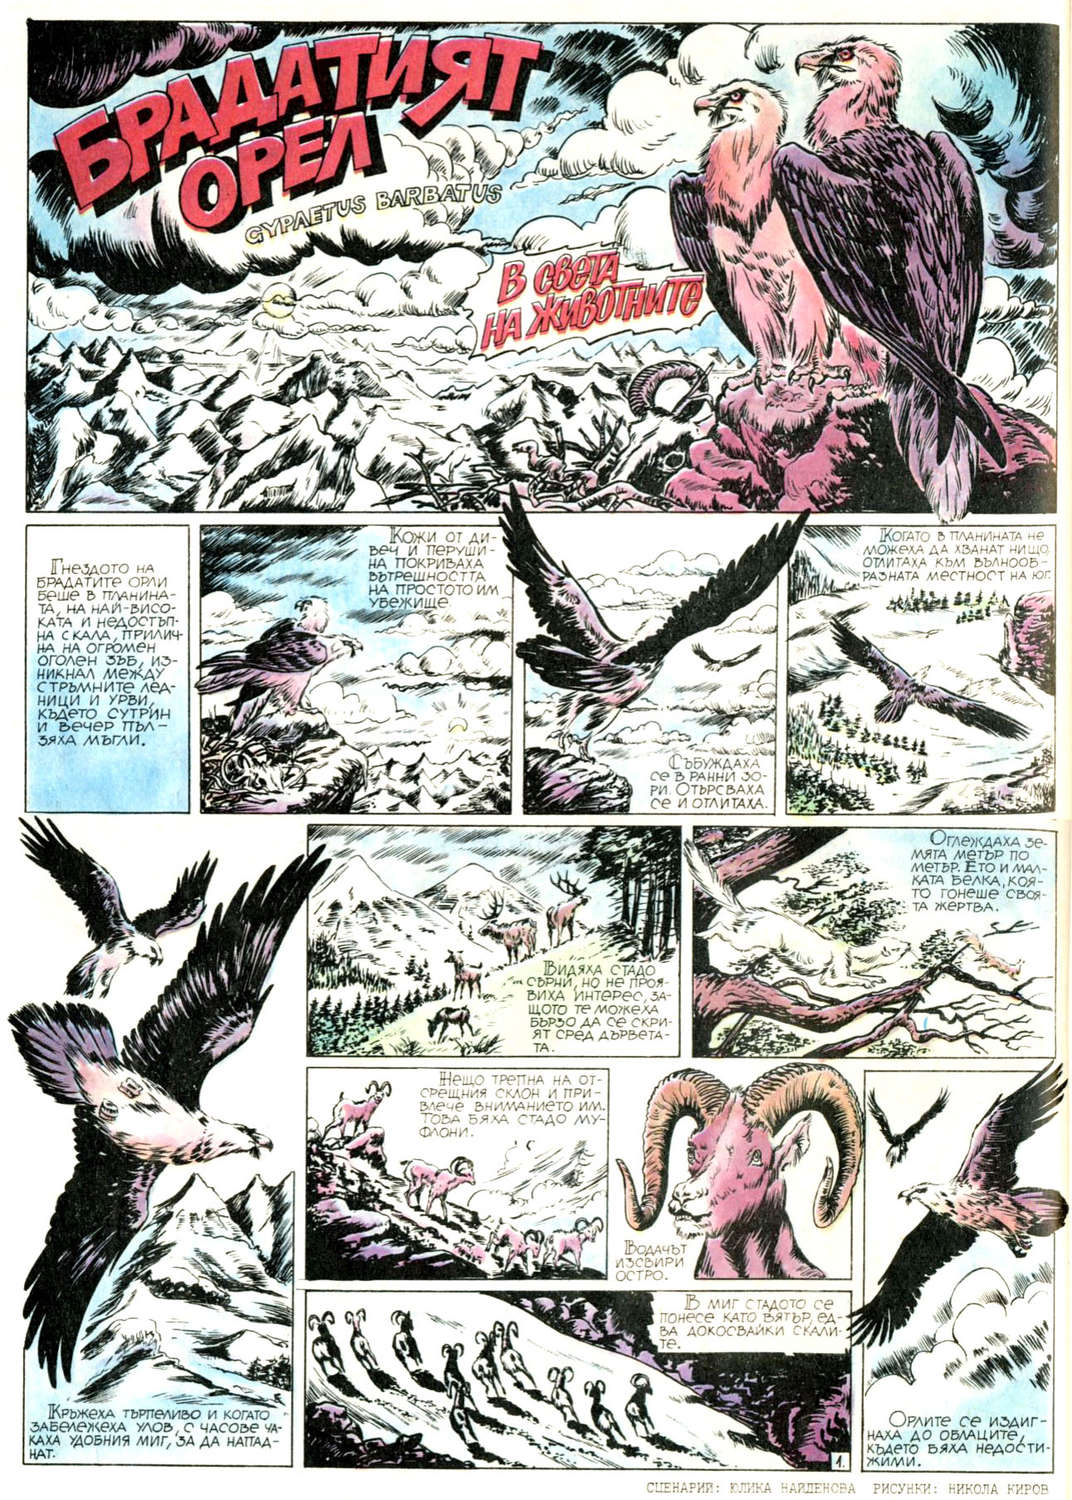 БРАДАТИЯТ
ОРЕЛ
GYPAETUS BARBATUS
В СВЕТА
НА ЖИВОТНИТЕ
ГНЕЗДОТО НА
БРАДАТИТЕ ОРЛИ
БЕШЕ В ПЛАНИНА-
ТА, НА НАЙ-ВИСО-
КАТА И НЕДОСТЪП-
НА СКАЛА, ПРИЛИЧ-
НА НА ОГРОМЕН
ОГОЛЕН ЗЪБ, ИЗ-
НИКНАЛ МЕЖДУ
СТРЪМНИТЕ ЛЕД-
НИЦИ И УРВИ,
КЪДЕТО СУТРИН
И ВЕЧЕР ПЪЛ-
ЗЯХА МЪГЛИ.
КОЖИ ОТ ДИ-
ВЕЧ И ПЕРУШИ-
НА ПОКРИВАХА
ВЪТРЕШНОСТТА
НА ПРОСТОТО ИМ
УБЕЖИЩЕ.
СЪБУЖДАХА
СЕ В РАННИ ЗО-
РИ. ОТЪРСВАХА
СЕ И ОТЛИТАХА.
КОГАТО В ПЛАНИНАТА НЕ
МОЖЕХА ДА ХВАНАТ НИЩО,
ОТЛИТАХА КЪМ ВЪЛНООБ-
РАЗНАТА МЕСТНОСТ НА ЮГ.
КРЪЖЕХА ТЪРПЕЛИВО И КОГАТО
ЗАБЕЛЕЖЕХА УЛОВ, С ЧАСОВЕ ЧА-
КАХА УДОБНИЯ МИГ, ЗА ДА НАПАД-
НАТ.
ВИДЯХА СТАДО
СЪРНИ, НО НЕ ПРОЯ-
ВИХА ИНТЕРЕС, ЗА-
ЩОТО ТЕ МОЖЕХА
БЪРЗО ДА СЕ СКРИ-
ЯТ СРЕД ДЪРВЕТА-
ТА.
ОГЛЕЖДАХА ЗЕ-
МЯТА МЕТЪР ПО
МЕТЪР. ЕТО И МАЛ-
КАТА БЕЛКА, КОЯ-
ТО ГОНЕШЕ СВОЯ-
ТА ЖЕРТВА.
НЕЩО ТРЕПНА НА ОТ-
СРЕЩНИЯ СКЛОН И ПРИ-
ВЛЕЧЕ ВНИМАНИЕТО ИМ.
ТОВА БЯХА СТАДО МУ-
ФЛОНИ.
ВОДАЧЪТ
ИЗСВИРИ
ОСТРО.
В МИГ СТАДОТО СЕ
ПОНЕСЕ КАТО ВЯТЪР, ЕД-
ВА ДОКОСВАЙКИ СКАЛИ-
ТЕ.
1.
ОРЛИТЕ СЕ ИЗДИГ-
НАХА ДО ОБЛАЦИТЕ,
КЪДЕТО БЯХА НЕДОСТИ-
ЖИМИ.
СЦЕНАРИЙ: ЮЛИКА НАЙДЕНОВА РИСУНКИ: НИКОЛА КИРОВ